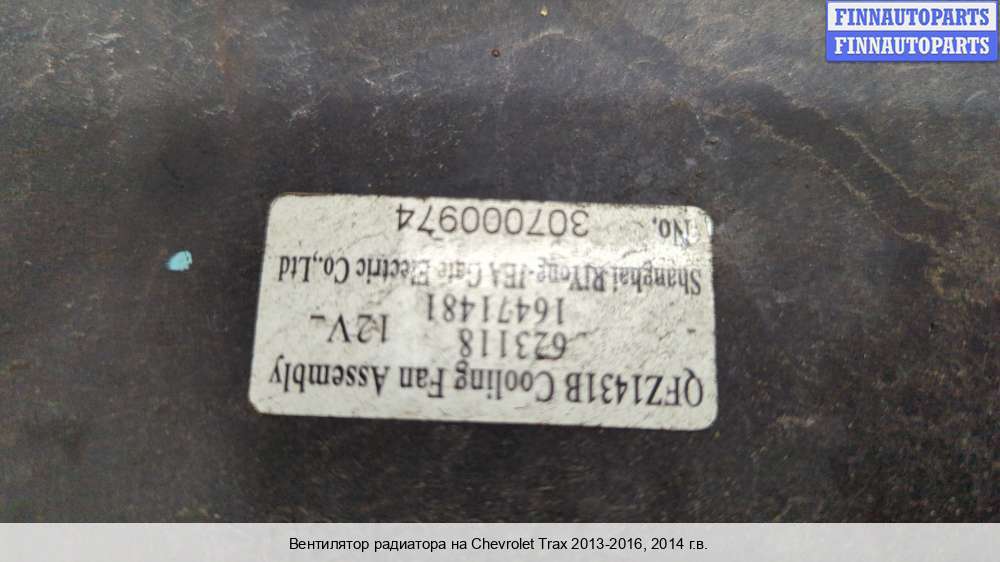 FINNAUTOPARTS
FINNAUTOPARTS
QFZ1431B Cooling Fan Assembly
623118 12V-
16471481
Shanghai RIYong-JEA Gate Electric Co.,Ltd
No. 307000974
Вентилятор радиатора на Chevrolet Trax 2013-2016, 2014 г.в.